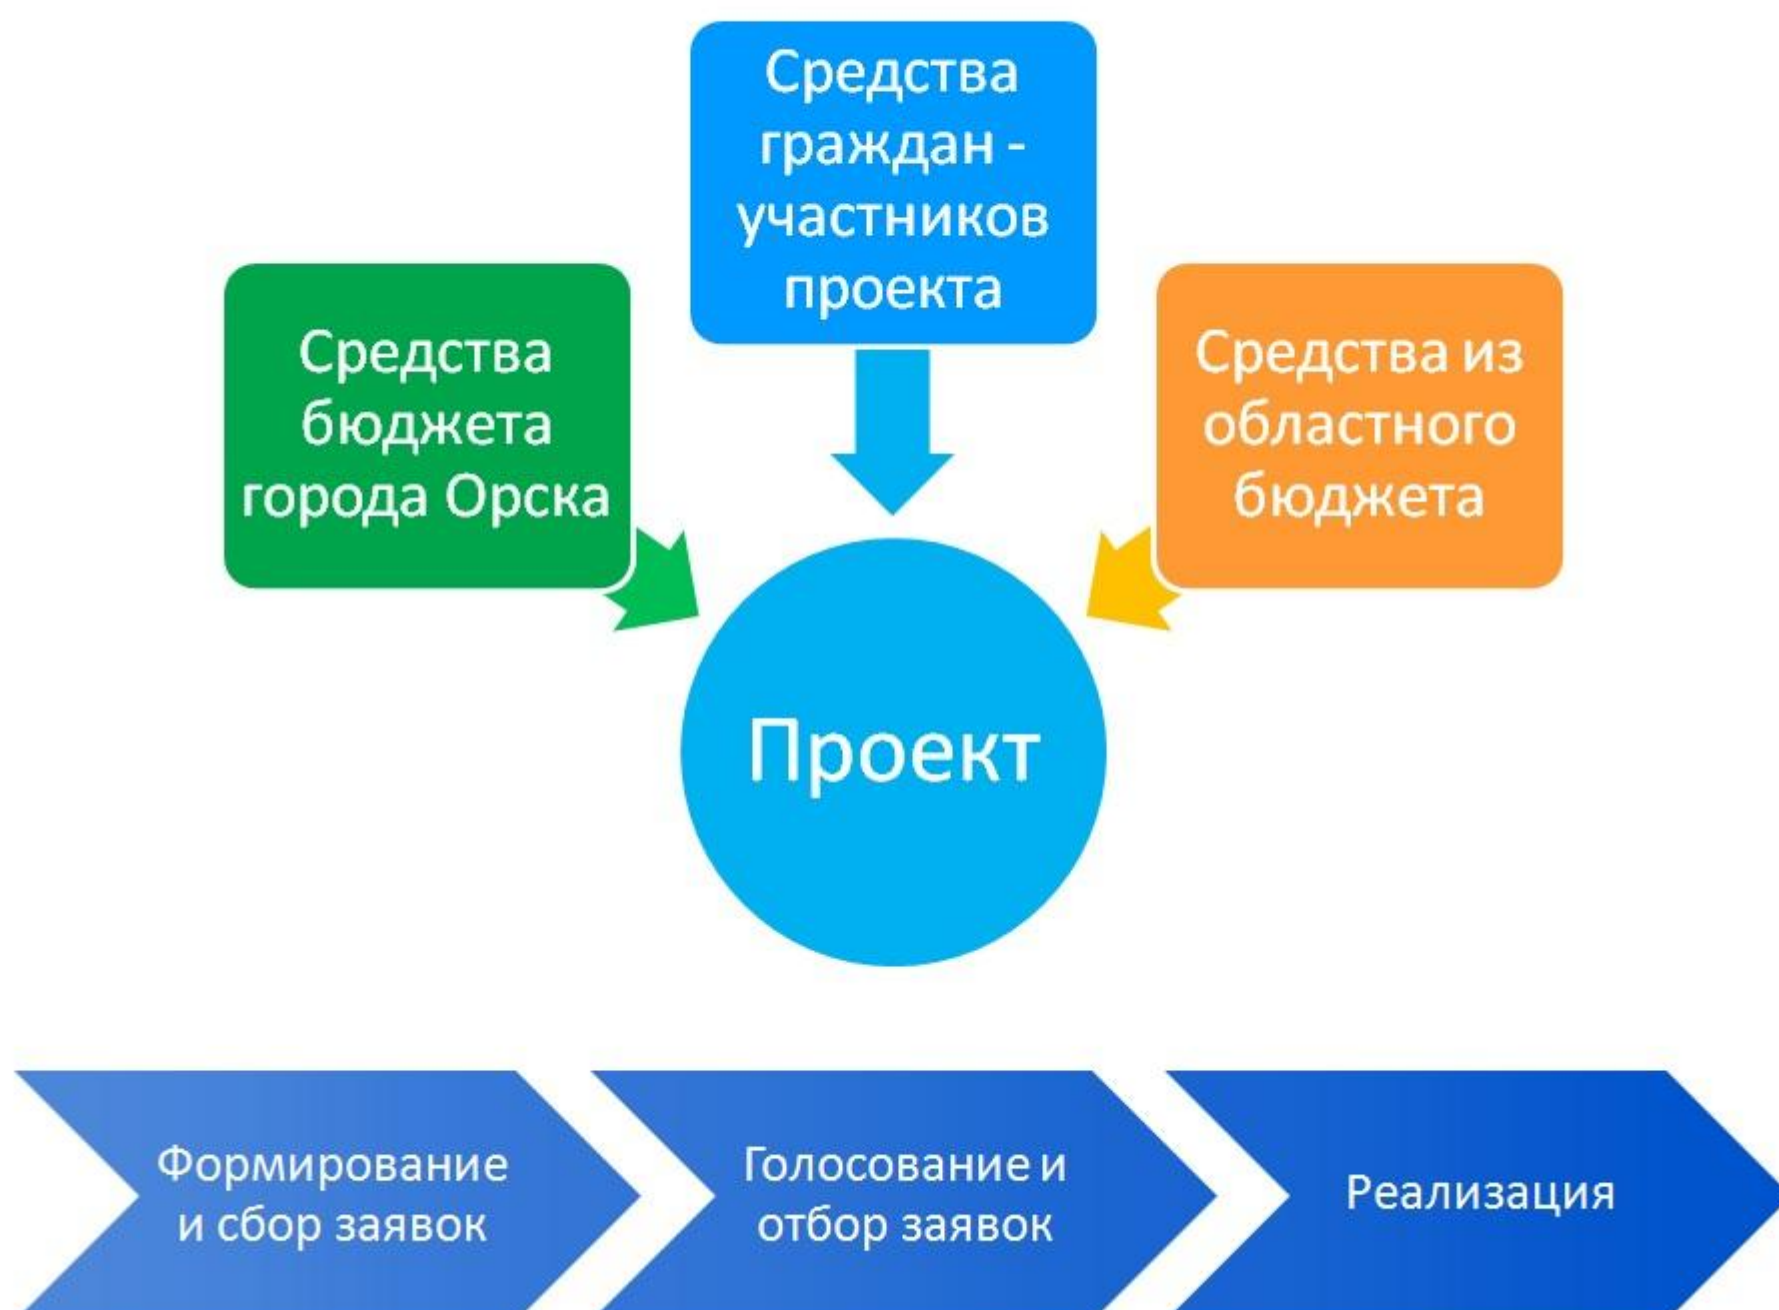 Средства
граждан -
участников
проекта
Средства
бюджета
города Орска
Средства из
областного
бюджета
Проект
Формирование
и сбор заявок
Голосование и
отбор заявок
Реализация